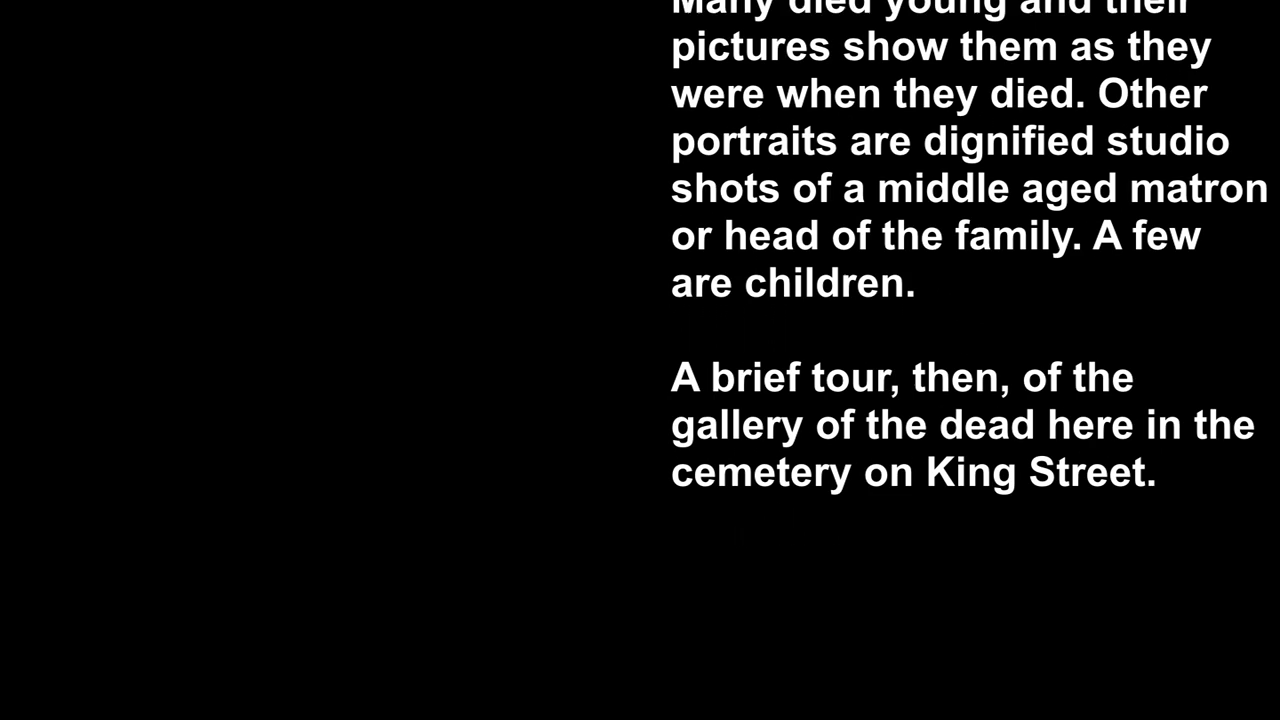 Many died young and their
pictures show them as they
were when they died. Other
portraits are dignified studio
shots of a middle aged matron
or head of the family. A few
are children.
A brief tour, then, of the
gallery of the dead here in the
cemetery on King Street.